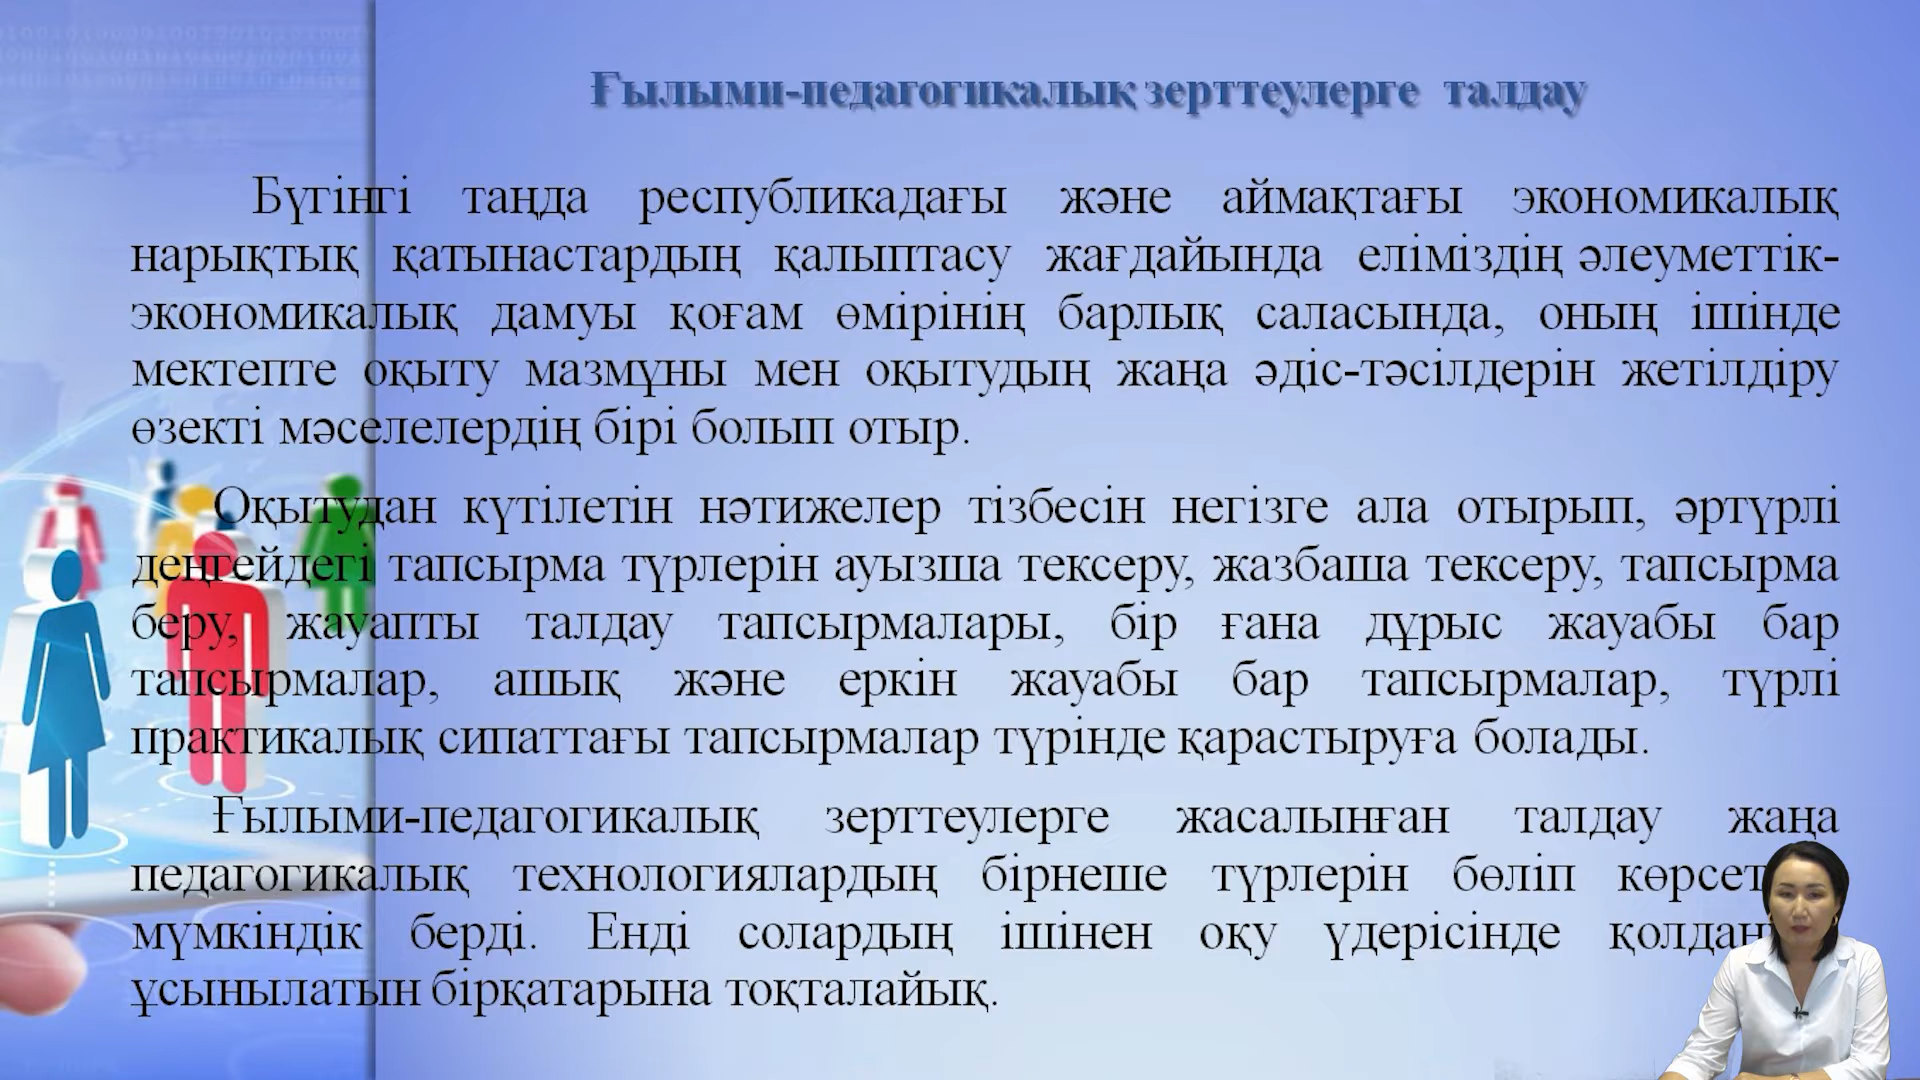 Ғылыми-педагогикалық зерттеулерге талдау
Бүгінгі таңда республикадағы және аймақтағы экономикалық
нарықтық қатынастардың қалыптасу жағдайында еліміздің әлеуметтік-
экономикалық дамуы қоғам өмірінің барлық саласында, оның ішінде
мектепте оқыту мазмұны мен оқытудың жаңа әдіс-тәсілдерін жетілдіру
өзекті мәселелердің бірі болып отыр.
Оқытудан күтілетін нәтижелер тізбесін негізге ала отырып, әртүрлі
деңгейдегі тапсырма түрлерін ауызша тексеру, жазбаша тексеру, тапсырма
беру, жауапты талдау тапсырмалары, бір ғана дұрыс жауабы бар
тапсырмалар, ашық және еркін жауабы бар тапсырмалар, түрлі
практикалық сипаттағы тапсырмалар түрінде қарастыруға болады.
Ғылыми-педагогикалық зерттеулерге жасалынған талдау жаңа
педагогикалық технологиялардың бірнеше түрлерін бөліп
мүмкіндік берді. Енді солардың ішінен оқу үдерісінде
ұсынылатын бірқатарына тоқталайық.